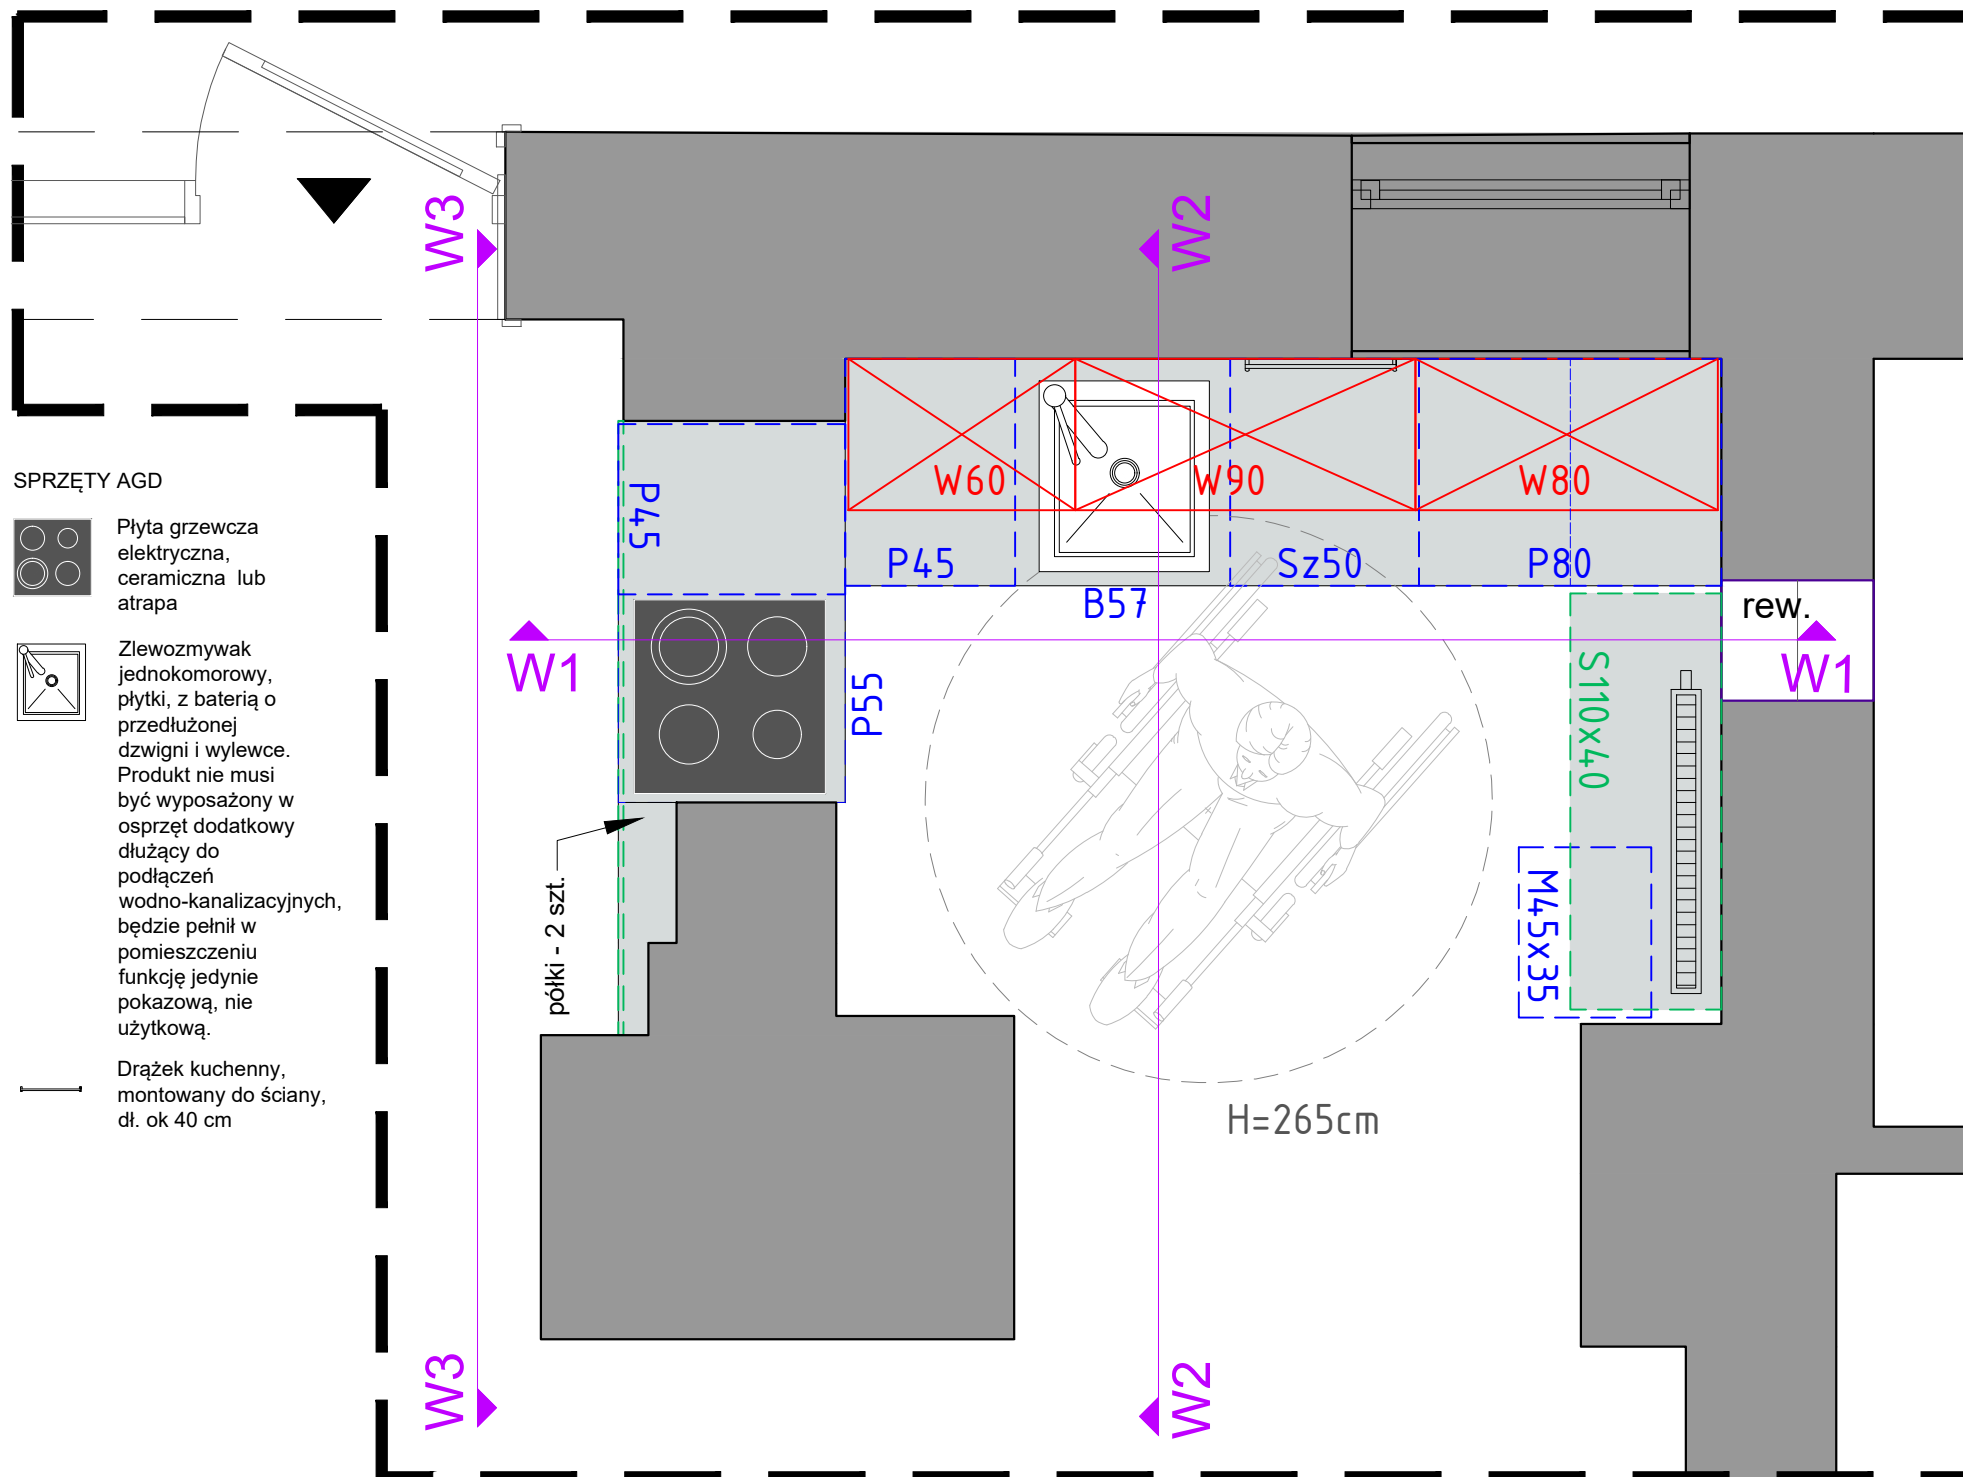 W3
W2
SPRZĘTY AGD
Płyta grzewcza
elektryczna,
ceramiczna lub
atrapa
Zlewozmywak
jednokomorowy,
płytki, z baterią o
przedłużonej
dzwigni i wylewce.
Produkt nie musi
być wyposażony w
osprzęt dodatkowy
dłużący do
podłączeń
wodno-kanalizacyjnych,
będzie pełnił w
pomieszczeniu
funkcję jedynie
pokazową, nie
użytkową.
Drążek kuchenny,
montowany do ściany,
dł. ok 40 cm
W60
W90
W80
P45
P45
Sz50
P80
B57
rew.
W1
W1
P55
S110x40
M45x35
półki - 2 szt.
H=265cm
W3
W2